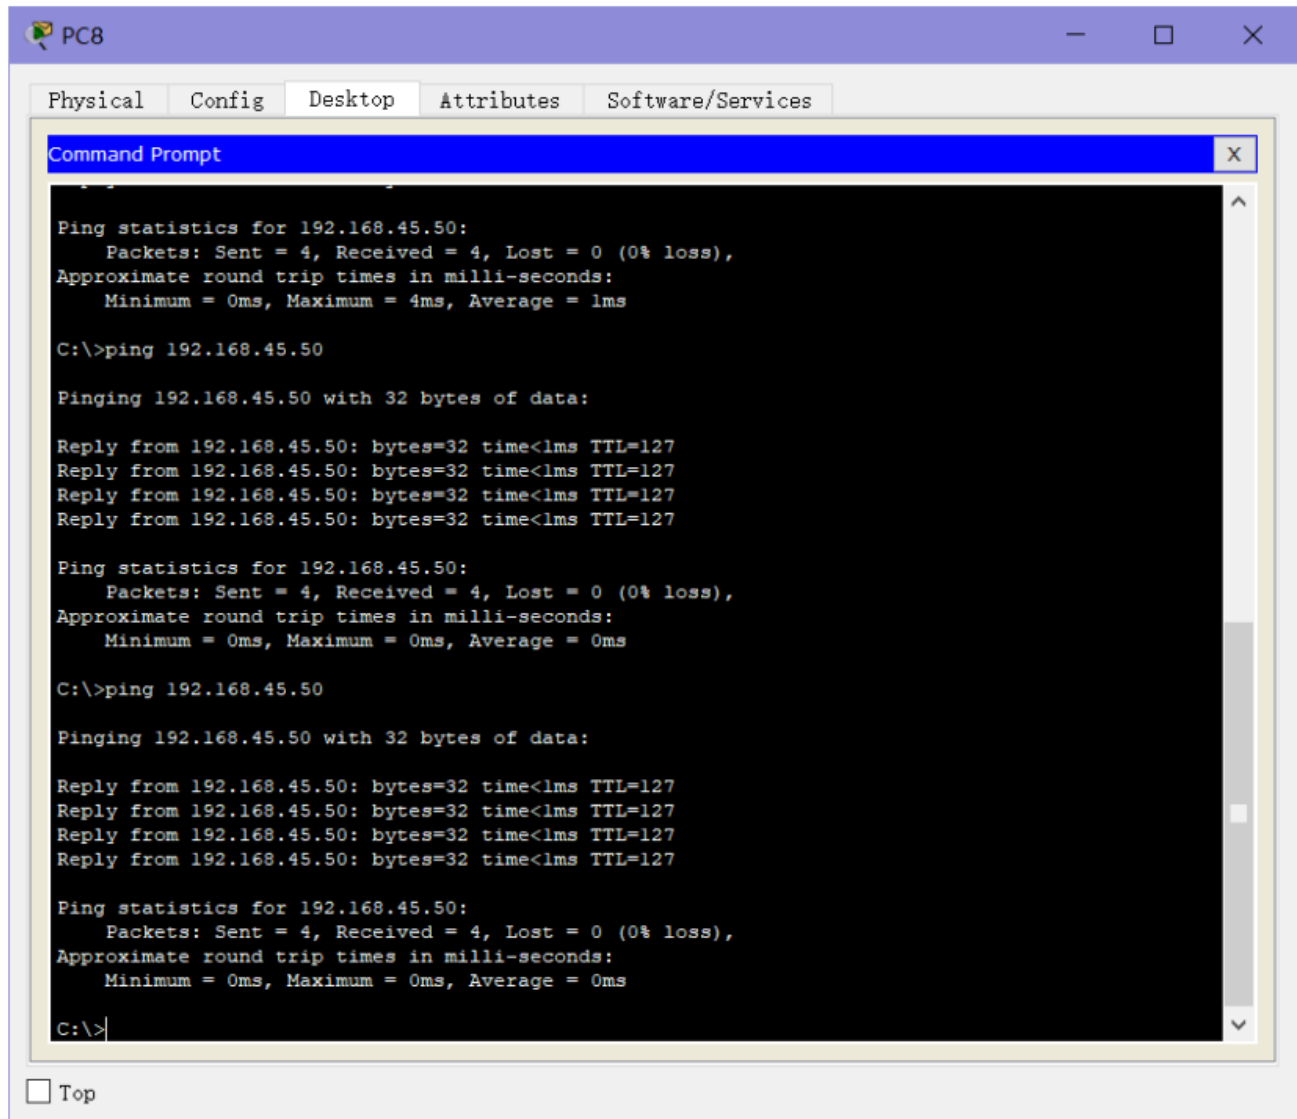 PC8
Physical Config Desktop Attributes Software/Services
Command Prompt X
Ping statistics for 192.168.45.50:
Packets: Sent = 4, Received = 4, Lost = 0 (0% loss),
Approximate round trip times in milli-seconds:
Minimum = 0ms, Maximum = 4ms, Average = 1ms
C:\>ping 192.168.45.50
Pinging 192.168.45.50 with 32 bytes of data:
Reply from 192.168.45.50: bytes=32 time<1ms TTL=127
Reply from 192.168.45.50: bytes=32 time<1ms TTL=127
Reply from 192.168.45.50: bytes=32 time<1ms TTL=127
Reply from 192.168.45.50: bytes=32 time<1ms TTL=127
Ping statistics for 192.168.45.50:
Packets: Sent = 4, Received = 4, Lost = 0 (0% loss),
Approximate round trip times in milli-seconds:
Minimum = 0ms, Maximum = 0ms, Average = 0ms
C:\>ping 192.168.45.50
Pinging 192.168.45.50 with 32 bytes of data:
Reply from 192.168.45.50: bytes=32 time<1ms TTL=127
Reply from 192.168.45.50: bytes=32 time<1ms TTL=127
Reply from 192.168.45.50: bytes=32 time<1ms TTL=127
Reply from 192.168.45.50: bytes=32 time<1ms TTL=127
Ping statistics for 192.168.45.50:
Packets: Sent = 4, Received = 4, Lost = 0 (0% loss),
Approximate round trip times in milli-seconds:
Minimum = 0ms, Maximum = 0ms, Average = 0ms
C:\>
Top